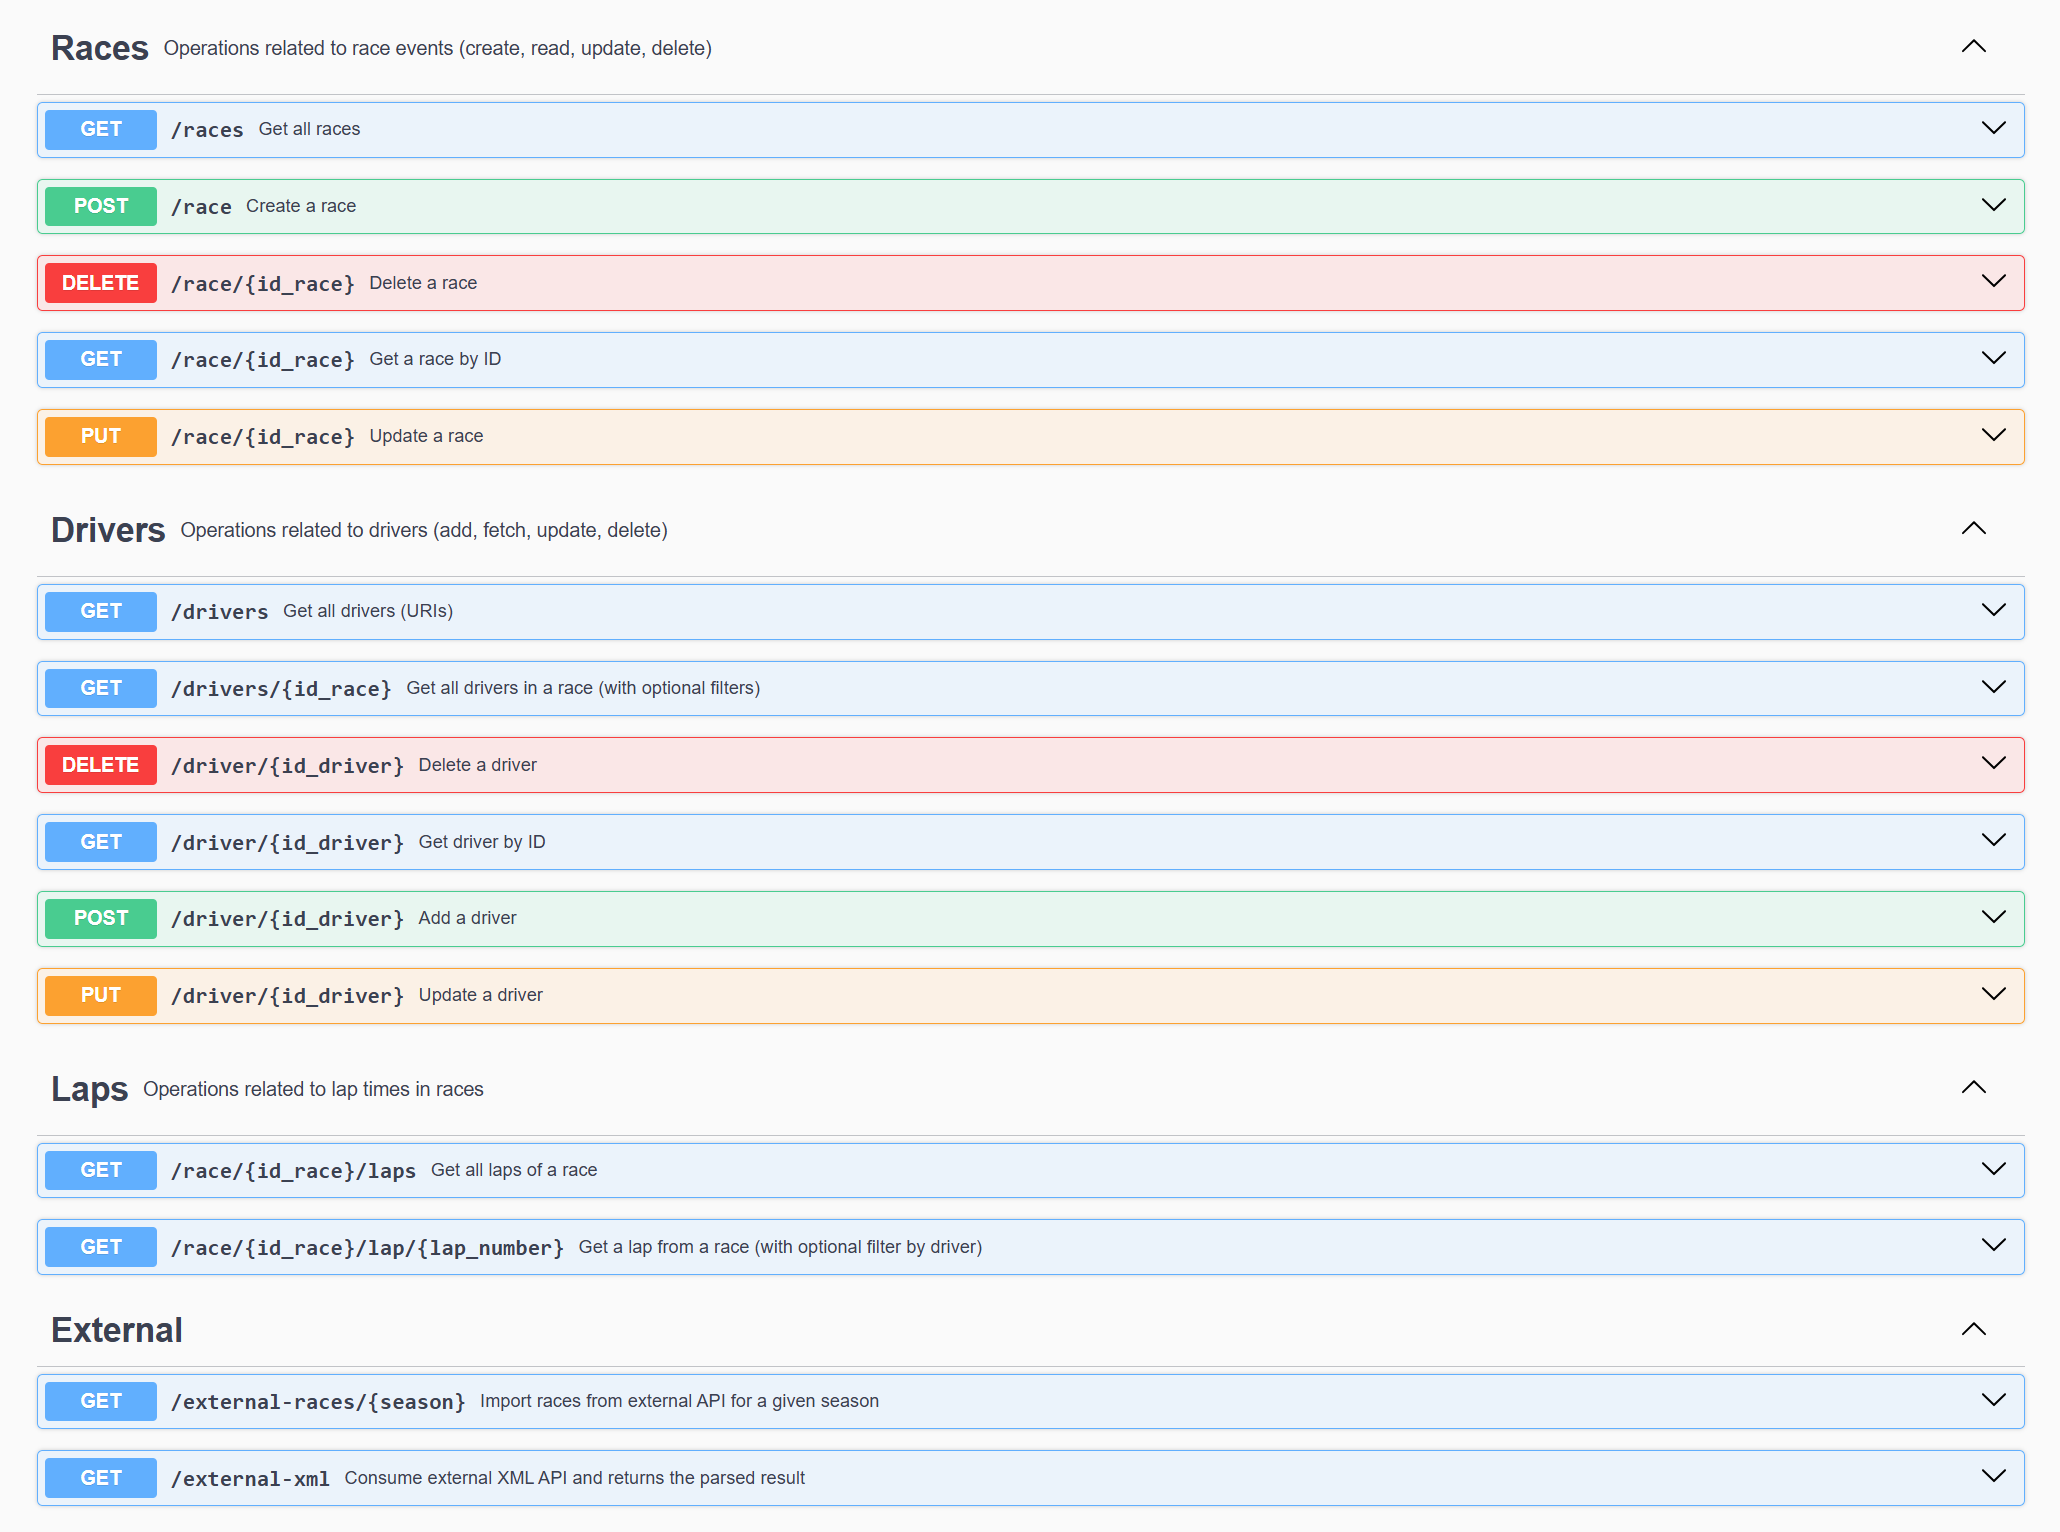 Races Operations related to race events (create, read, update, delete)
GET /races Get all races
POST /race Create a race
DELETE /race/{id_race} Delete a race
GET /race/{id_race} Get a race by ID
PUT /race/{id_race} Update a race
Drivers Operations related to drivers (add, fetch, update, delete)
GET /drivers Get all drivers (URIs)
GET /drivers/{id_race} Get all drivers in a race (with optional filters)
DELETE /driver/{id_driver} Delete a driver
GET /driver/{id_driver} Get driver by ID
POST /driver/{id_driver} Add a driver
PUT /driver/{id_driver} Update a driver
Laps Operations related to lap times in races
GET /race/{id_race}/laps Get all laps of a race
GET /race/{id_race}/lap/{lap_number} Get a lap from a race (with optional filter by driver)
External
GET /external-races/{season} Import races from external API for a given season
GET /external-xml Consume external XML API and returns the parsed result